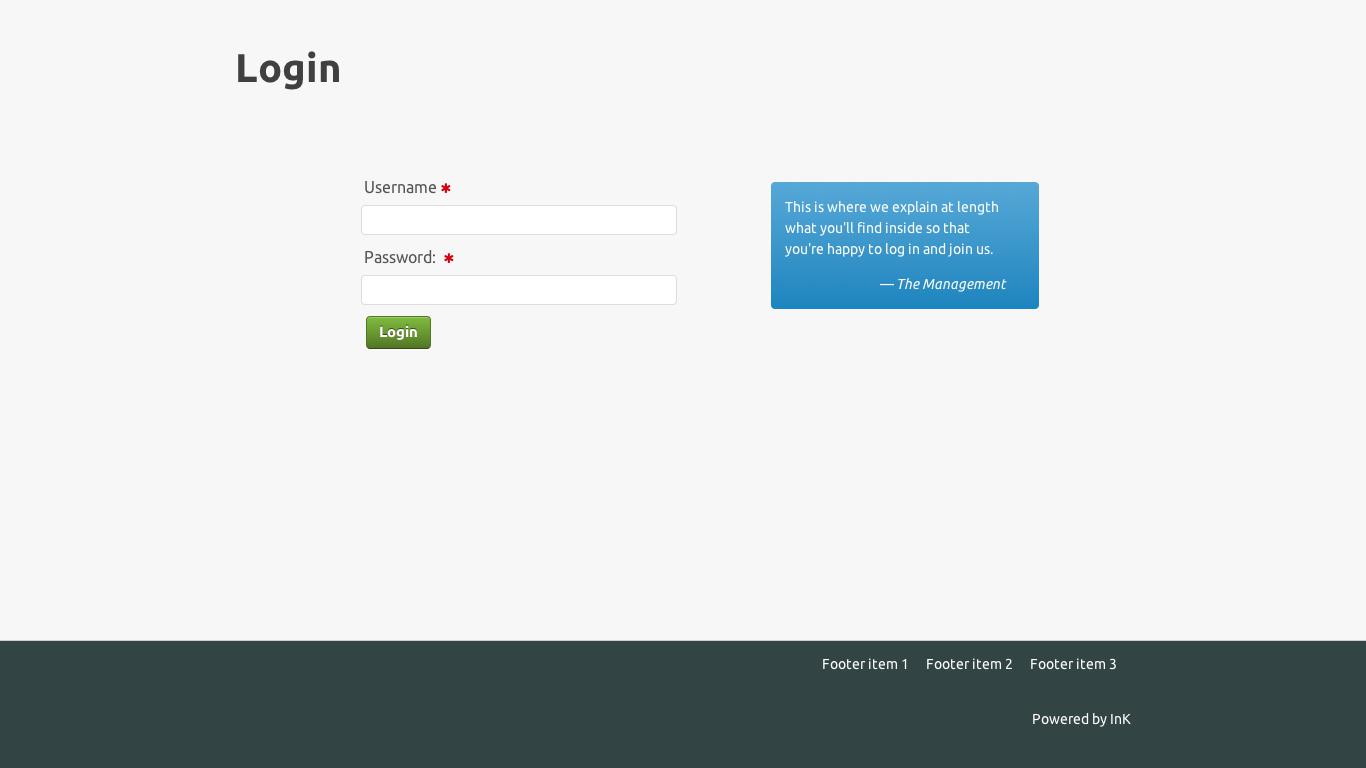 Login
Username ✱
Password: ✱
Login
This is where we explain at length
what you'll find inside so that
you're happy to log in and join us.
— The Management
Footer item 1 Footer item 2 Footer item 3
Powered by InK